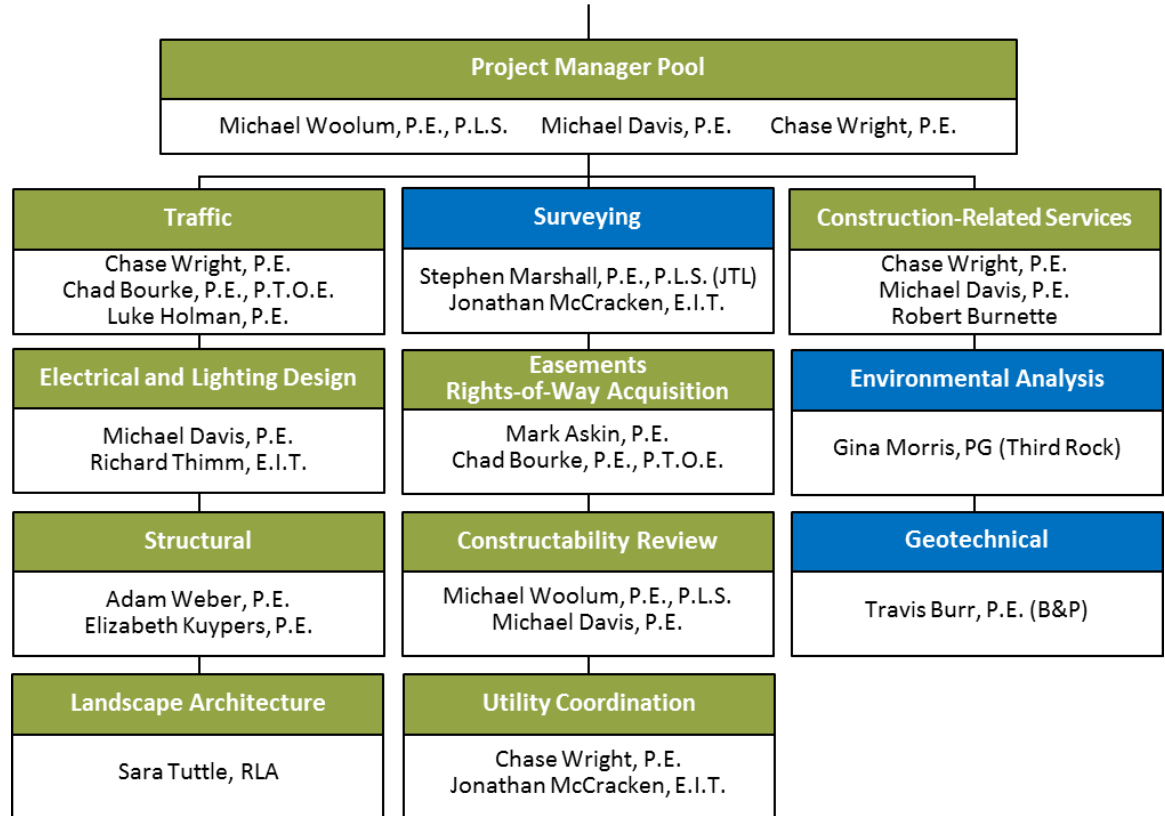 Project Manager Pool
Michael Woolum, P.E., P.L.S. Michael Davis, P.E. Chase Wright, P.E.
Traffic
Chase Wright, P.E.
Chad Bourke, P.E., P.T.O.E.
Luke Holman, P.E.
Surveying
Stephen Marshall, P.E., P.L.S. (JTL)
Jonathan McCracken, E.I.T.
Construction-Related Services
Chase Wright, P.E.
Michael Davis, P.E.
Robert Burnette
Electrical and Lighting Design
Michael Davis, P.E.
Richard Thimm, E.I.T.
Easements
Rights-of-Way Acquisition
Mark Askin, P.E.
Chad Bourke, P.E., P.T.O.E.
Environmental Analysis
Gina Morris, PG (Third Rock)
Structural
Adam Weber, P.E.
Elizabeth Kuypers, P.E.
Constructability Review
Michael Woolum, P.E., P.L.S.
Michael Davis, P.E.
Geotechnical
Travis Burr, P.E. (B&P)
Landscape Architecture
Sara Tuttle, RLA
Utility Coordination
Chase Wright, P.E.
Jonathan McCracken, E.I.T.